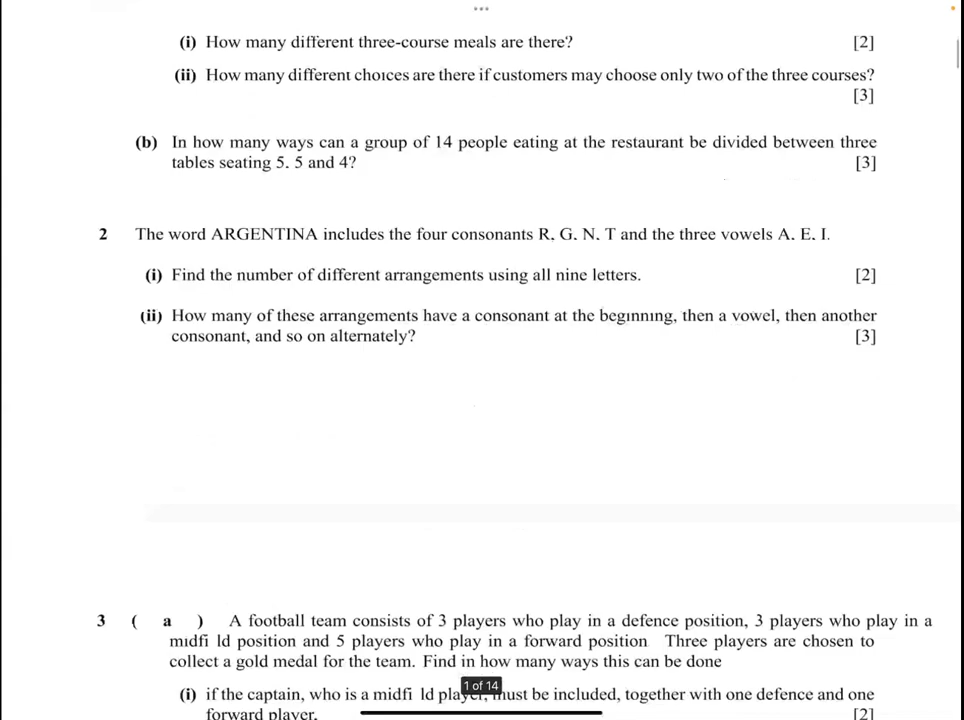 (i) How many different three-course meals are there? [2]
(ii) How many different choices are there if customers may choose only two of the three courses?
[3]
(b) In how many ways can a group of 14 people eating at the restaurant be divided between three
tables seating 5. 5 and 4? [3]
2 The word ARGENTINA includes the four consonants R, G, N, T and the three vowels A, E, I.
(i) Find the number of different arrangements using all nine letters. [2]
(ii) How many of these arrangements have a consonant at the beginning, then a vowel, then another
consonant, and so on alternately? [3]
3 ( a ) A football team consists of 3 players who play in a defence position, 3 players who play in a
midfi ld position and 5 players who play in a forward position Three players are chosen to
collect a gold medal for the team. Find in how many ways this can be done
(i) if the captain, who is a midfi ld player, must be included, together with one defence and one
1 of 14
forward player, [2]